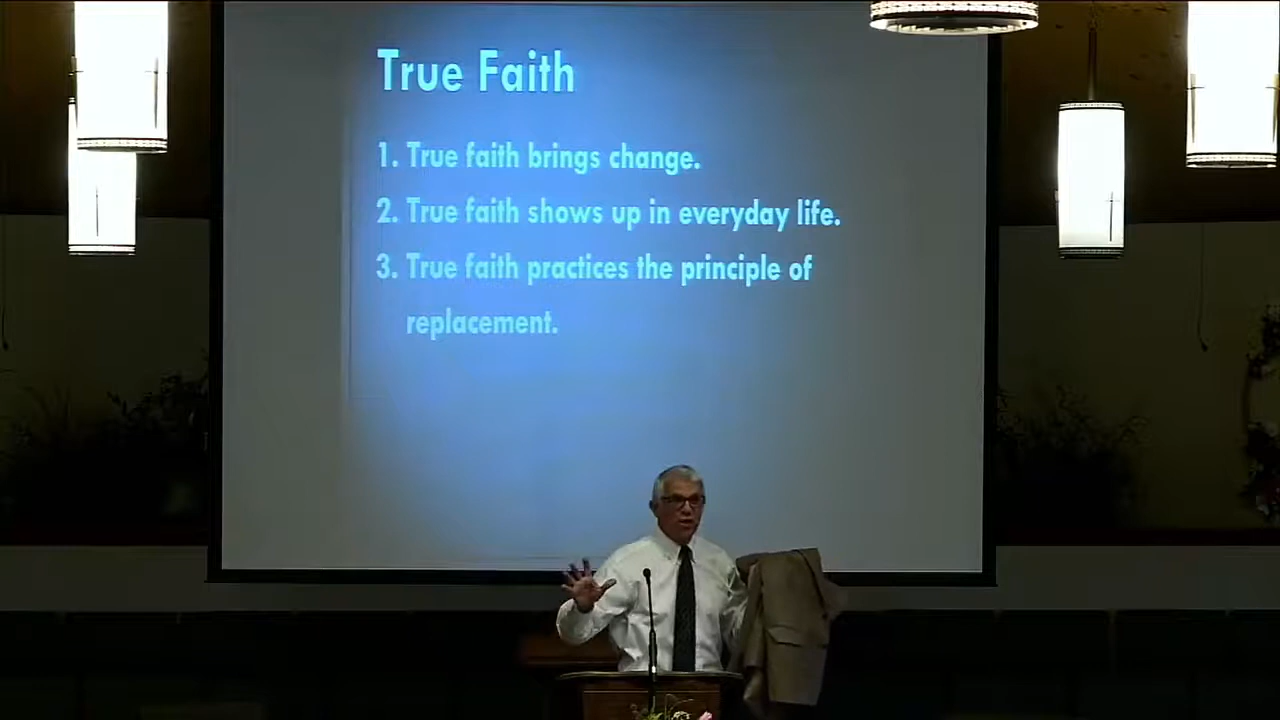 True Faith
1. True faith brings change.
2. True faith shows up in everyday life.
3. True faith practices the principle of
replacement.